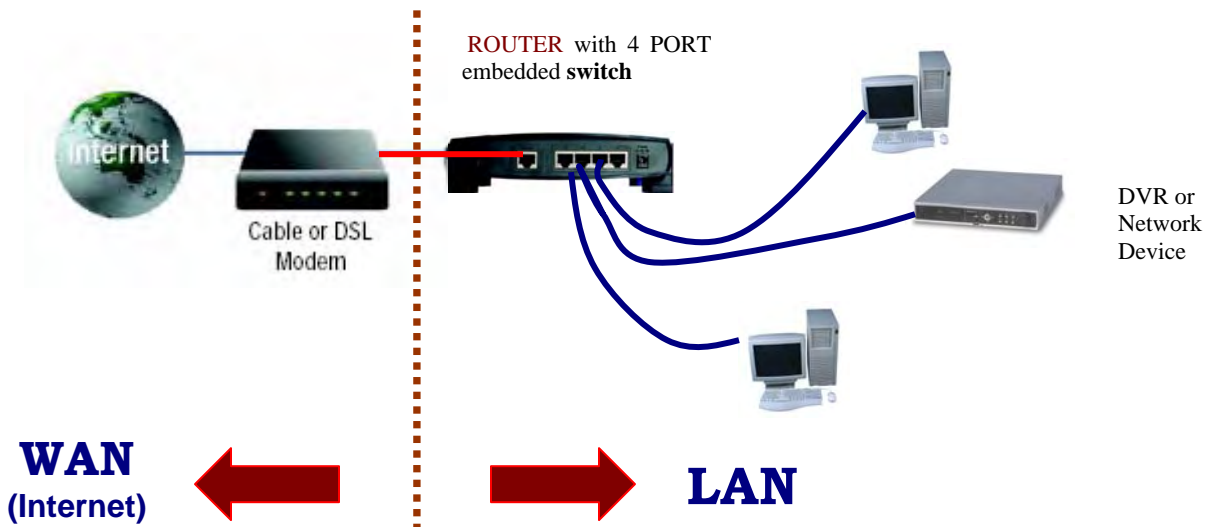 ROUTER with 4 PORT
embedded switch
Internet
Cable or DSL
Modem
DVR or
Network
Device
WAN
(Internet)
LAN